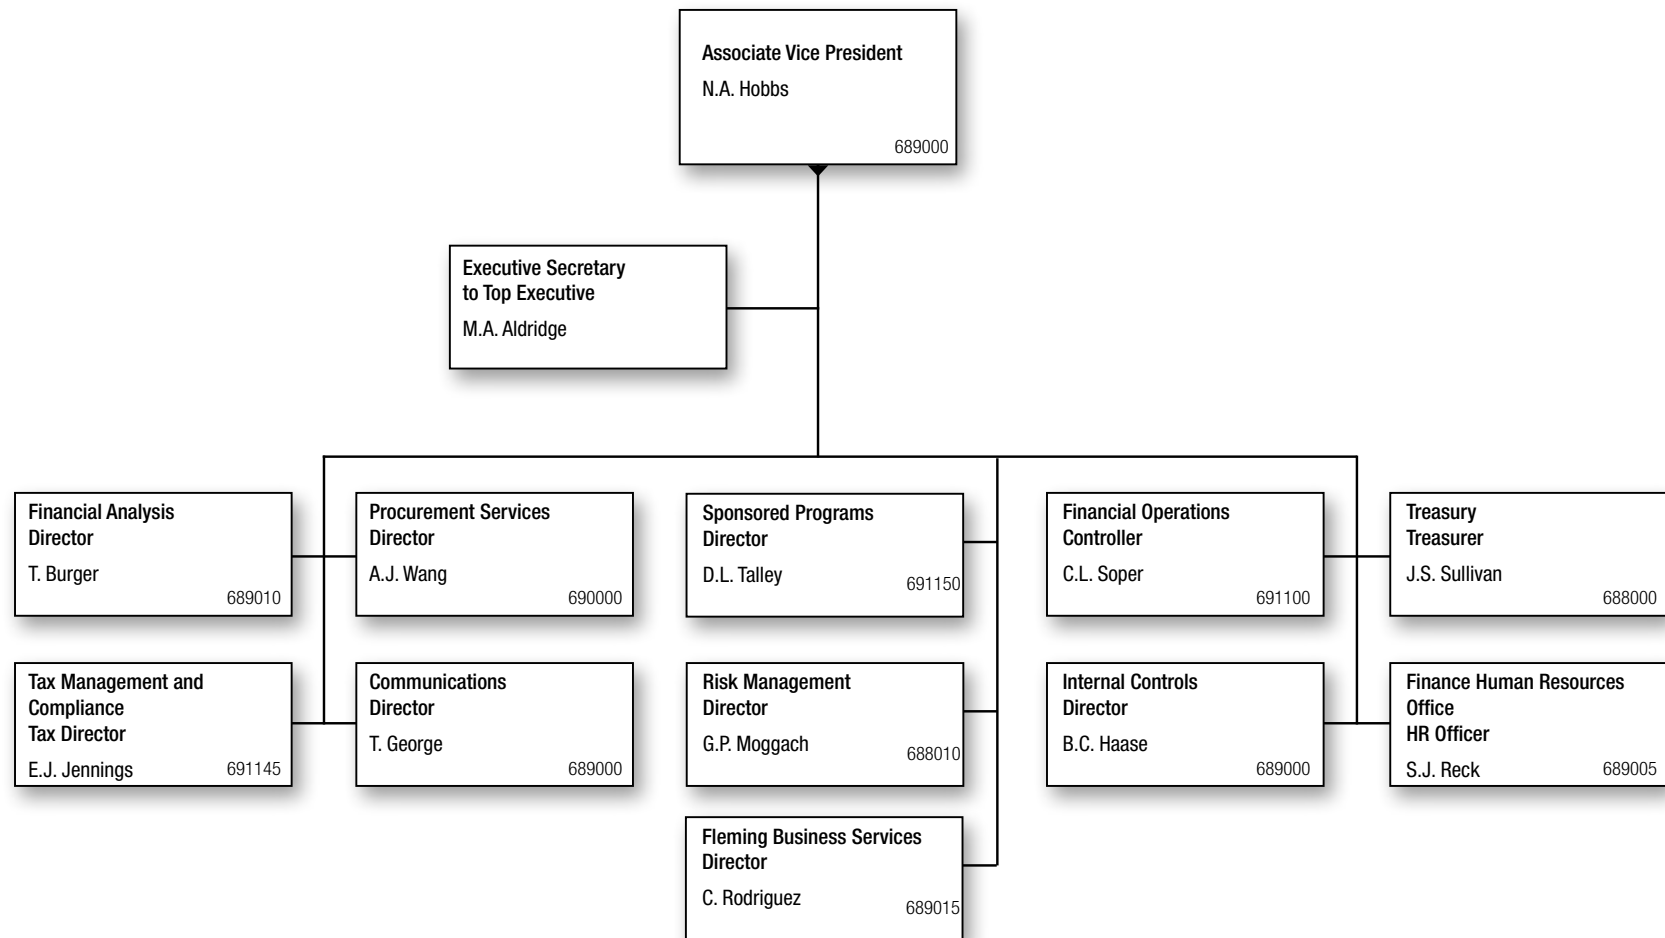 Associate Vice President
N.A. Hobbs
689000
Executive Secretary
to Top Executive
M.A. Aldridge
Financial Analysis
Director
T. Burger
689010
Procurement Services
Director
A.J. Wang
690000
Sponsored Programs
Director
D.L. Talley
691150
Financial Operations
Controller
C.L. Soper
691100
Treasury
Treasurer
J.S. Sullivan
688000
Tax Management and
Compliance
Tax Director
E.J. Jennings 691145
Communications
Director
T. George
689000
Risk Management
Director
G.P. Moggach
688010
Internal Controls
Director
B.C. Haase
689000
Finance Human Resources
Office
HR Officer
S.J. Reck 689005
Fleming Business Services
Director
C. Rodriguez
689015